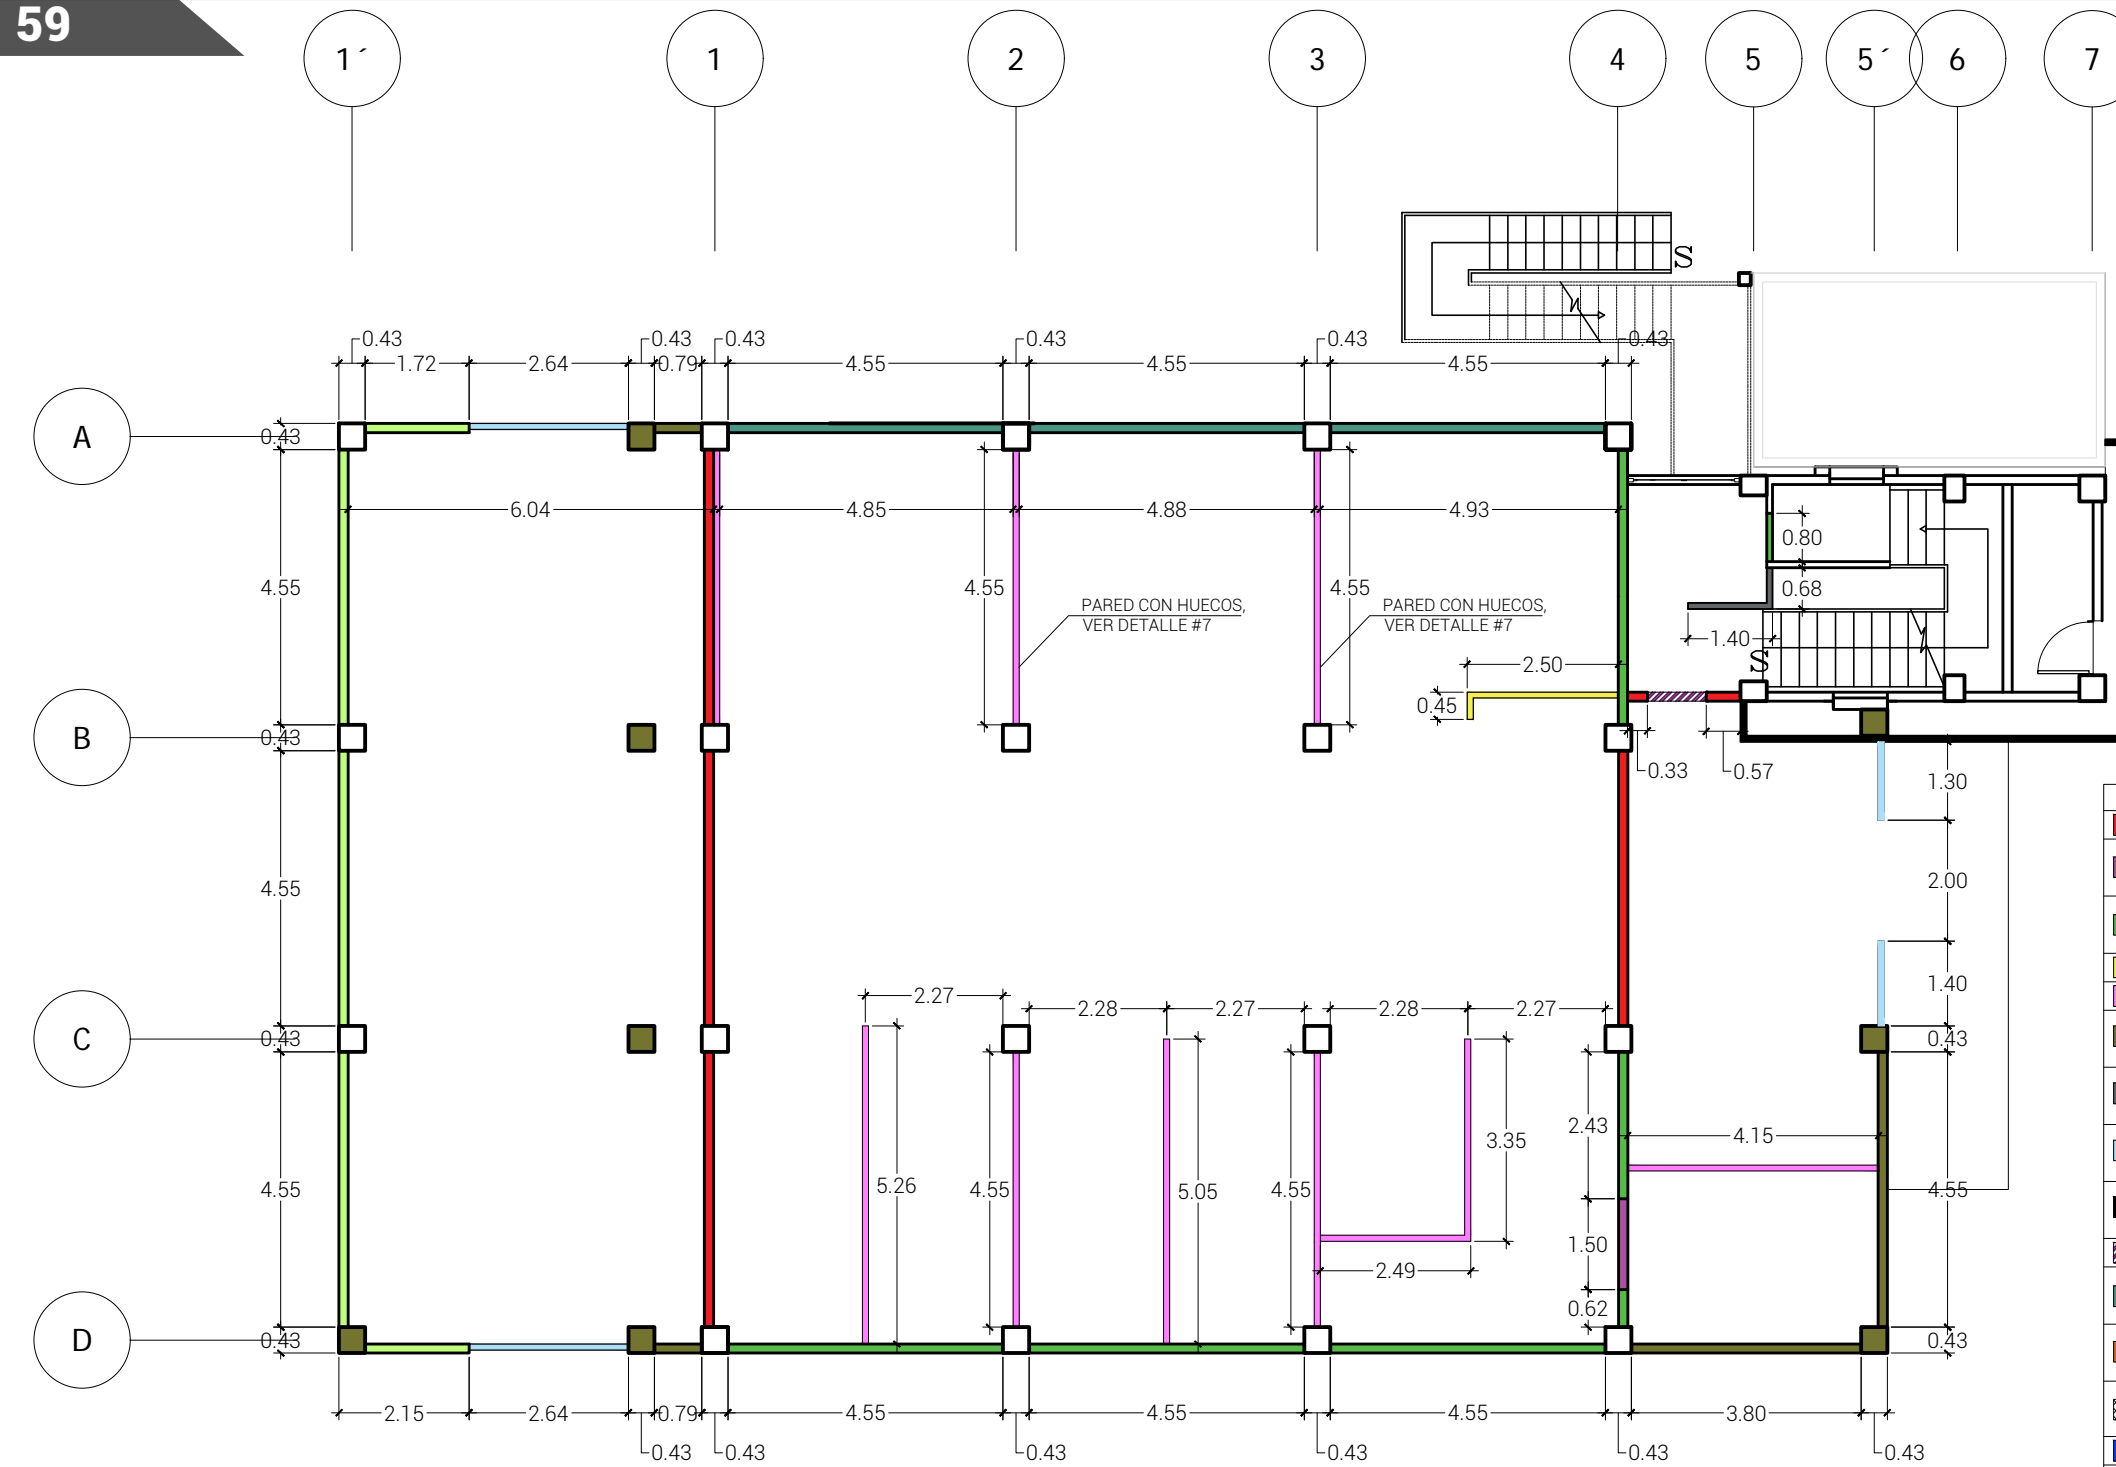 59
1´ 1 2 3 4 5 5´ 6 7
S
0.43 0.43 0.43 0.43 0.43 0.43
1.72 2.64 0.79 4.55 4.55 4.55
A
0.43
6.04 4.85 4.88 4.93
0.80
4.55 4.55 4.55 0.68
PARED CON HUECOS,
VER DETALLE #7
PARED CON HUECOS,
VER DETALLE #7
1.40
S
2.50
0.45
B
0.43
0.33 0.57
1.30
4.55
2.00
1.40
2.27
2.28 2.27 2.28 2.27
C
0.43
0.43
2.43
4.15
3.35
4.55 5.26 4.55 5.05 4.55 4.55
1.50
2.49
0.62
D
0.43
0.43
2.15 2.64 0.79 4.55 4.55 4.55 3.80
0.43 0.43 0.43 0.43 0.43 0.43